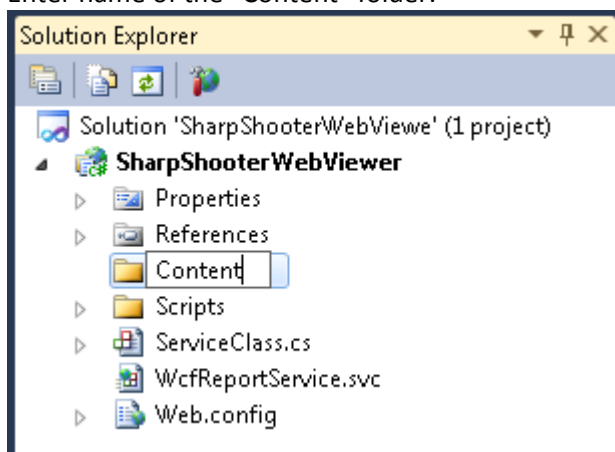 Enter name of the "Content" folder:
Solution Explorer
Solution 'SharpShooterWebViewe' (1 project)
SharpShooterWebViewer
Properties
References
Content
Scripts
ServiceClass.cs
WcfReportService.svc
Web.config